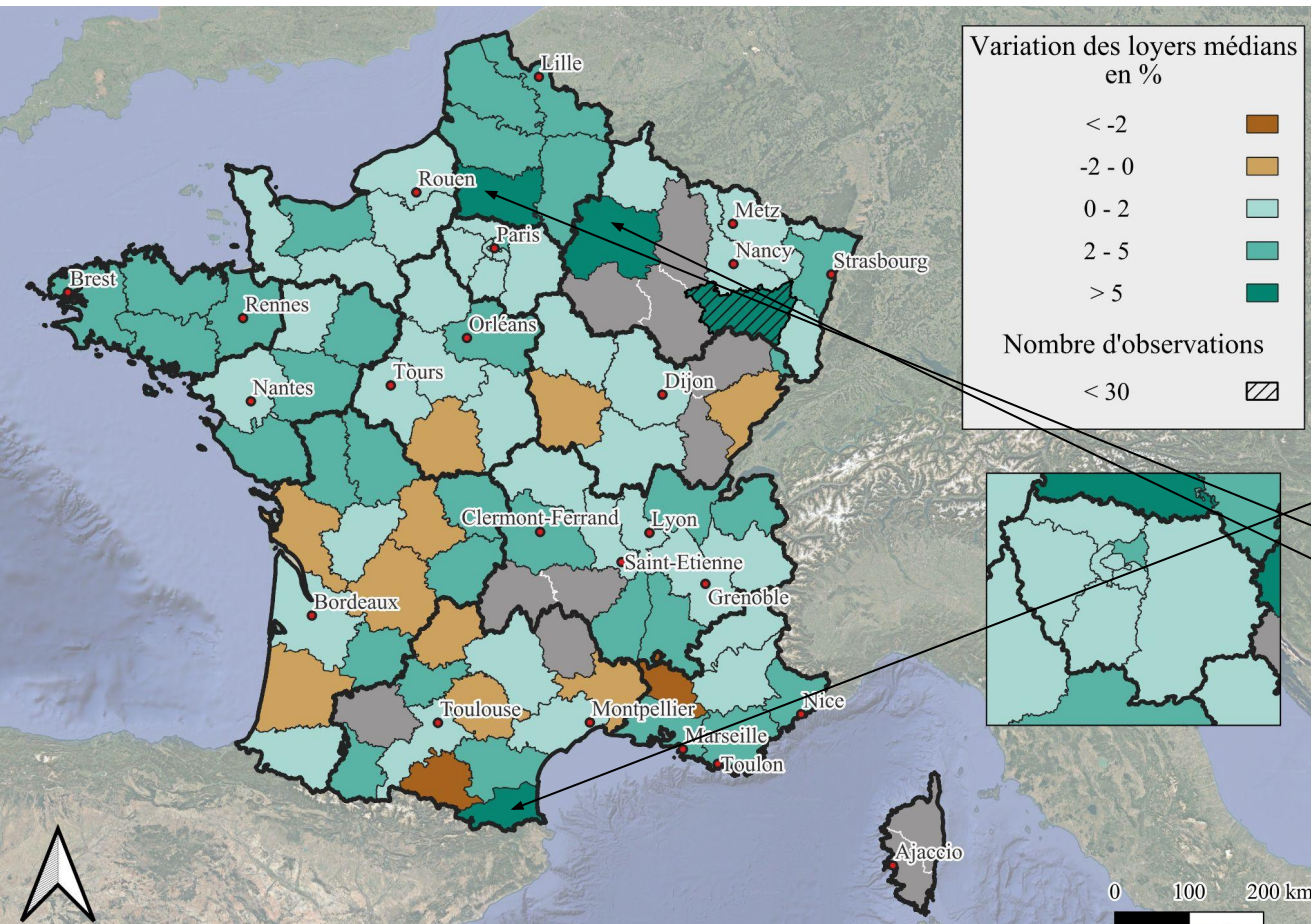 Variation des loyers médians
en %
< -2
-2 - 0
0 - 2
2 - 5
> 5
Nombre d'observations
< 30
Lille
Rouen
Metz
Paris
Nancy
Strasbourg
Brest
Rennes
Orléans
Nantes
Tours
Dijon
Clermont-Ferrand
Lyon
Saint-Etienne
Grenoble
Bordeaux
Toulouse
Montpellier
Nice
Marseille
Toulon
Ajaccio
0 100 200 km